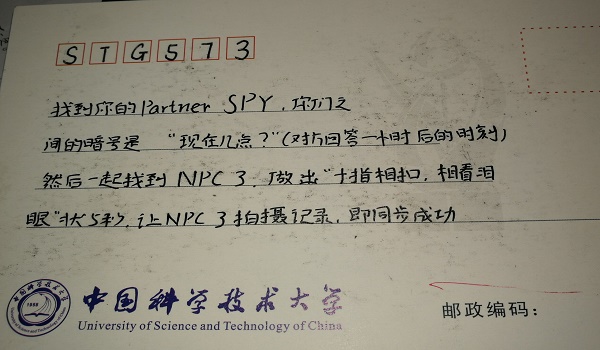 STG573
找到你的Partner SPY，你们之
间的暗号是 “现在几点？”（对方回答一小时后的时刻）
然后一起找到 NPC 3，做出“十指相扣，相看泪
眼”状5秒，让NPC 3拍摄记录，即同步成功
中国科学技术大学
University of Science and Technology of China
邮政编码：